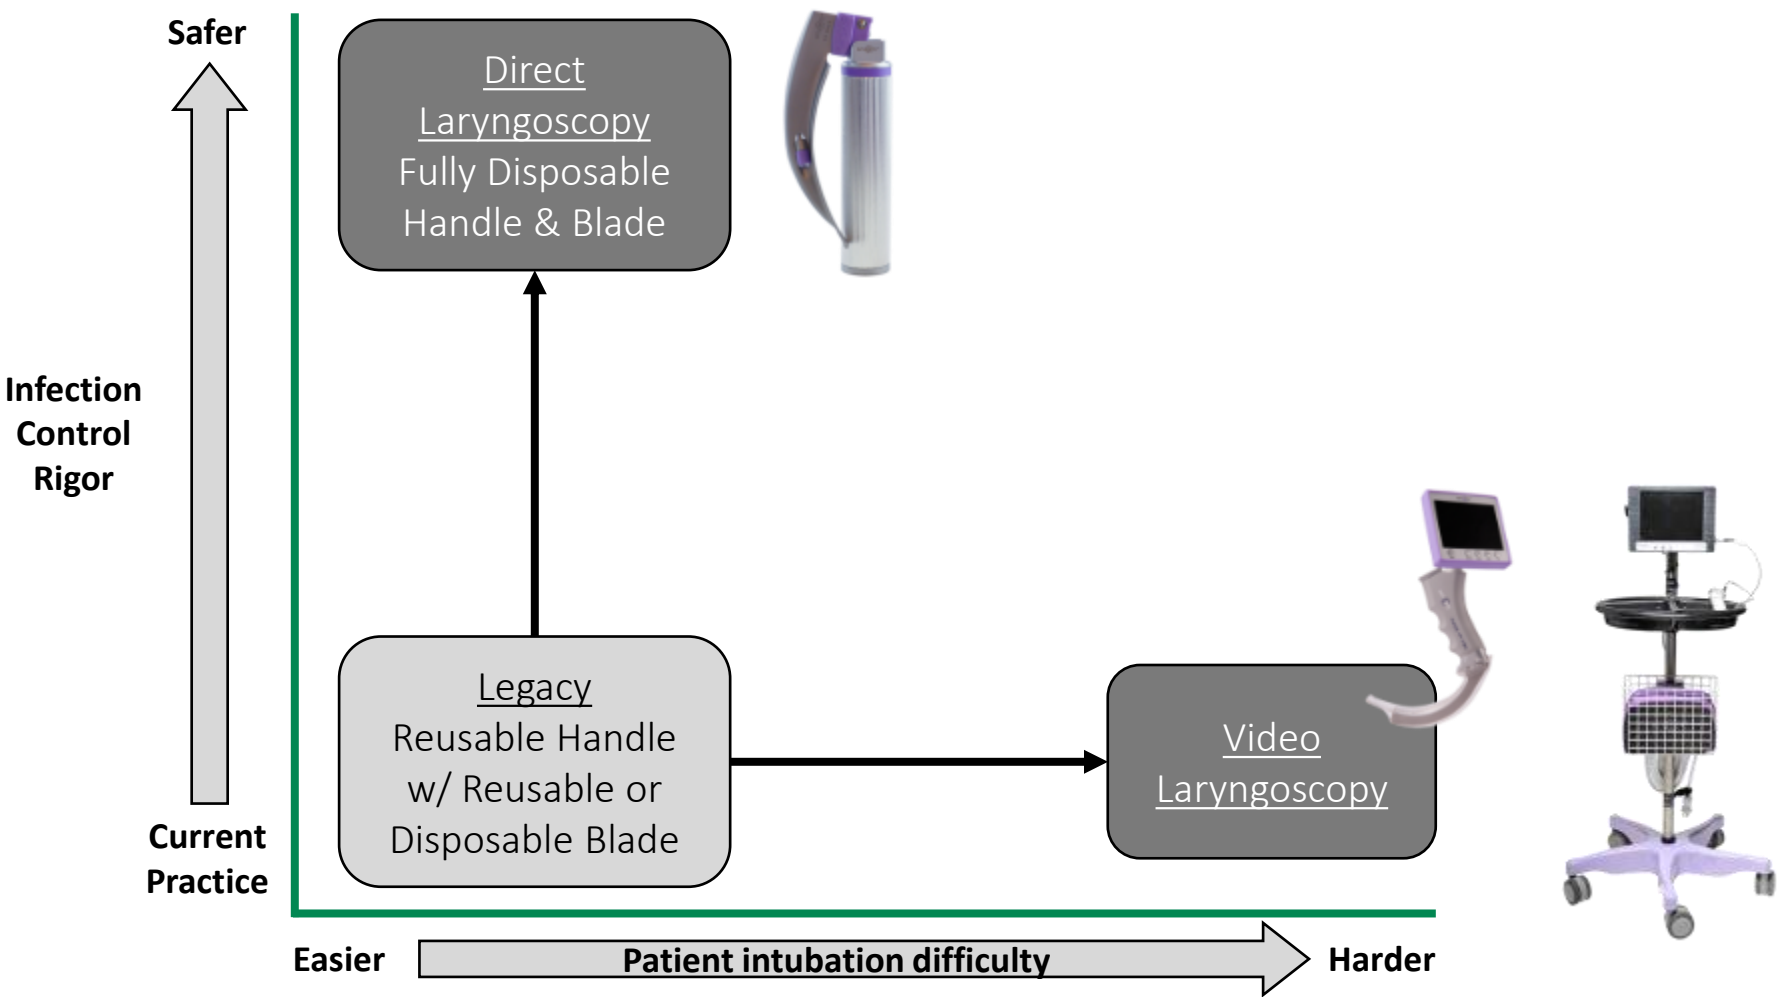 Safer
Direct
Laryngoscopy
Fully Disposable
Handle & Blade
Infection
Control
Rigor
Legacy
Reusable Handle
w/ Reusable or
Disposable Blade
Video
Laryngoscopy
Current
Practice
Easier
Patient intubation difficulty
Harder